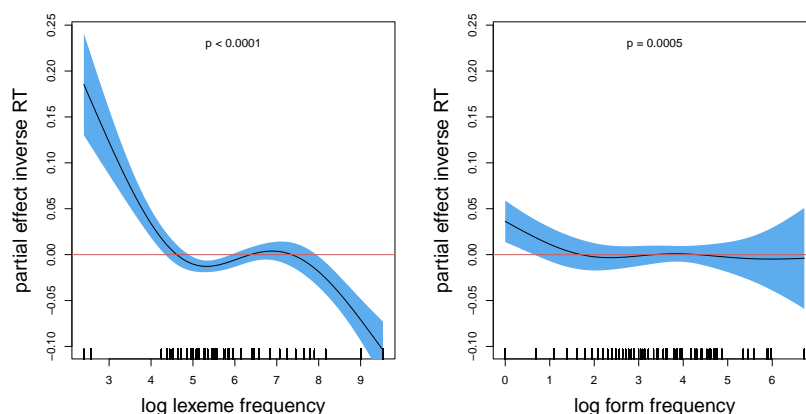 p < 0.0001
partial effect inverse RT
0.25
0.20
0.15
0.10
0.05
0.00
−0.05
−0.10
3 4 5 6 7 8 9
log lexeme frequency
p = 0.0005
partial effect inverse RT
0.25
0.20
0.15
0.10
0.05
0.00
−0.05
−0.10
0 1 2 3 4 5 6
log form frequency